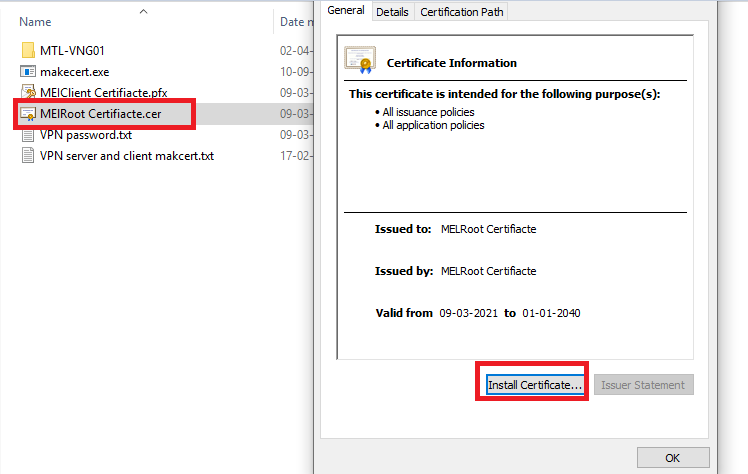 Name
Date n
MTL-VNG01
02-04-
makecert.exe
10-09-
MEIClient Certifiacte.pfx
09-03-
MElRoot Certifiacte.cer
09-03-
VPN password.txt
09-03-
VPN server and client makcert.txt
17-02-
General
Details
Certification Path
Certificate Information
This certificate is intended for the following purpose(s):
• All issuance policies
• All application policies
Issued to: MELRoot Certifiacte
Issued by: MELRoot Certifiacte
Valid from 09-03-2021 to 01-01-2040
Install Certificate...
Issuer Statement
OK